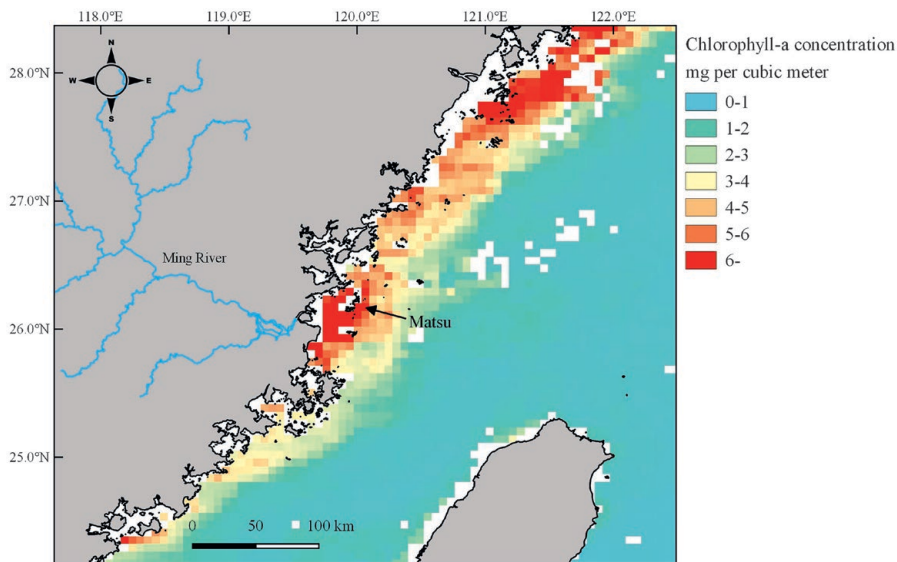 118.0°E 119.0°E 120.0°E 121.0°E 122.0°E
N
W E
S
28.0°N
27.0°N
26.0°N
25.0°N
Ming River
Matsu
0 50 100 km
Chlorophyll-a concentration
mg per cubic meter
0-1
1-2
2-3
3-4
4-5
5-6
6-